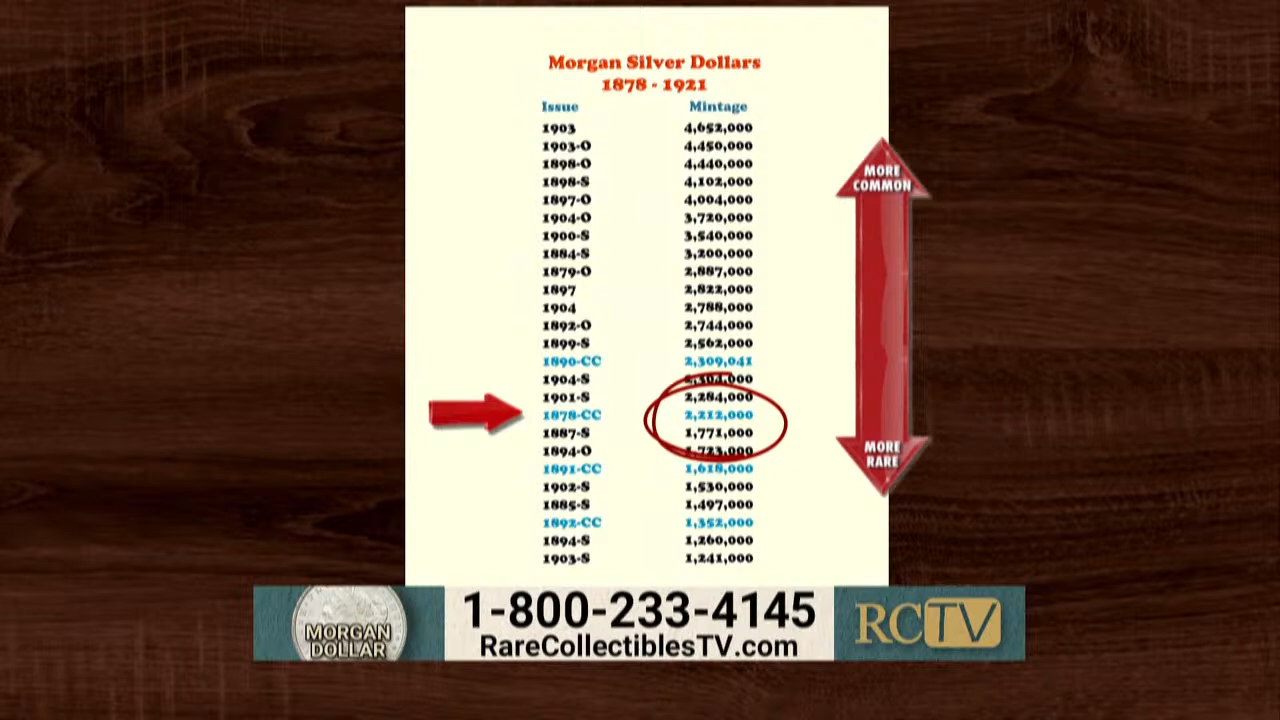 Morgan Silver Dollars
1878 - 1921
Issue Mintage
1903 4,652,000
1903-O 4,450,000
1898-O 4,440,000
1898-S 4,102,000
1897-O 4,004,000
1904-O 3,720,000
1900-S 3,540,000
1884-S 3,200,000
1879-O 2,887,000
1897 2,822,000
1904 2,788,000
1892-O 2,744,000
1899-S 2,562,000
1890-CC 2,309,041
1904-S 2,304,000
1901-S 2,284,000
1878-CC 2,212,000
1887-S 1,771,000
1894-O 1,723,000
1891-CC 1,618,000
1902-S 1,530,000
1885-S 1,497,000
1892-CC 1,352,000
1894-S 1,260,000
1903-S 1,241,000
MORE
COMMON
MORE
RARE
MORGAN
DOLLAR
1-800-233-4145
RareCollectiblesTV.com
RCTV